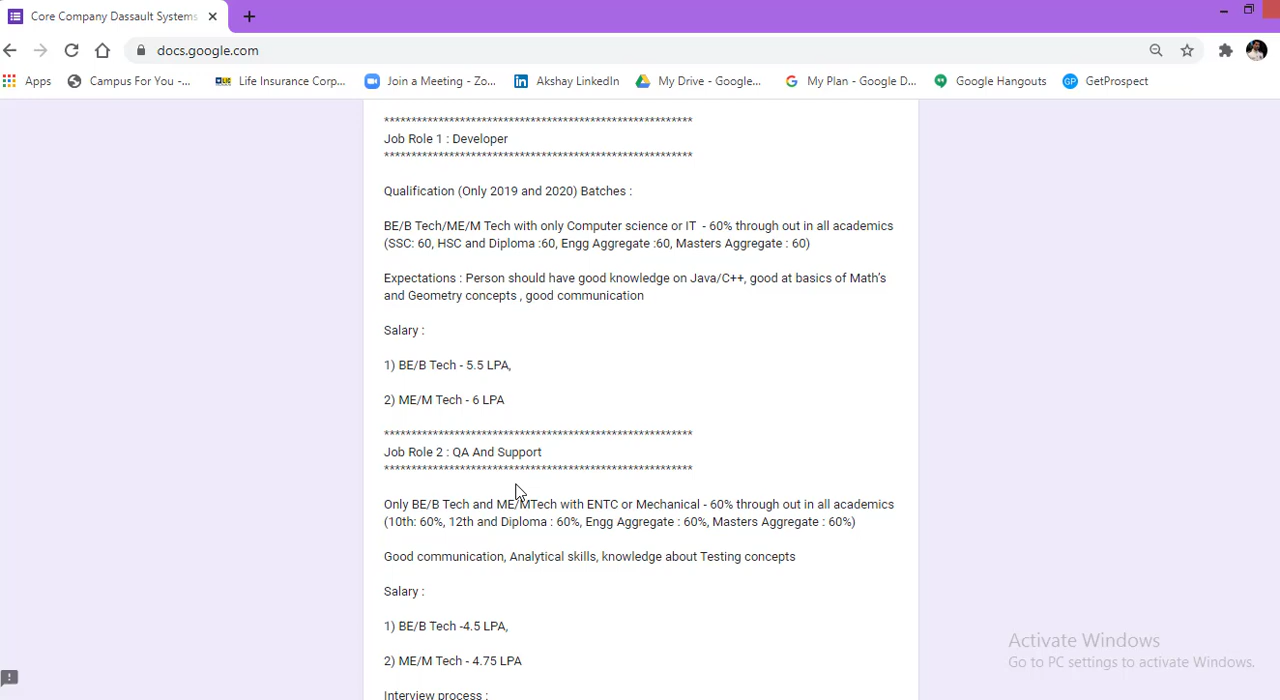 Core Company Dassault Systems
docs.google.com
Apps
Campus For You -...
LIC
Life Insurance Corp...
Join a Meeting - Zo...
in
Akshay LinkedIn
My Drive - Google...
G
My Plan - Google D...
Google Hangouts
GP
GetProspect
*********************************************************
Job Role 1 : Developer
*********************************************************
Qualification (Only 2019 and 2020) Batches :
BE/B Tech/ME/M Tech with only Computer science or IT - 60% through out in all academics
(SSC: 60, HSC and Diploma :60, Engg Aggregate :60, Masters Aggregate : 60)
Expectations : Person should have good knowledge on Java/C++, good at basics of Math's
and Geometry concepts , good communication
Salary :
1) BE/B Tech - 5.5 LPA,
2) ME/M Tech - 6 LPA
*********************************************************
Job Role 2 : QA And Support
*********************************************************
Only BE/B Tech and ME/MTech with ENTC or Mechanical - 60% through out in all academics
(10th: 60%, 12th and Diploma : 60%, Engg Aggregate : 60%, Masters Aggregate : 60%)
Good communication, Analytical skills, knowledge about Testing concepts
Salary :
1) BE/B Tech -4.5 LPA,
2) ME/M Tech - 4.75 LPA
Interview process :
Activate Windows
Go to PC settings to activate Windows.